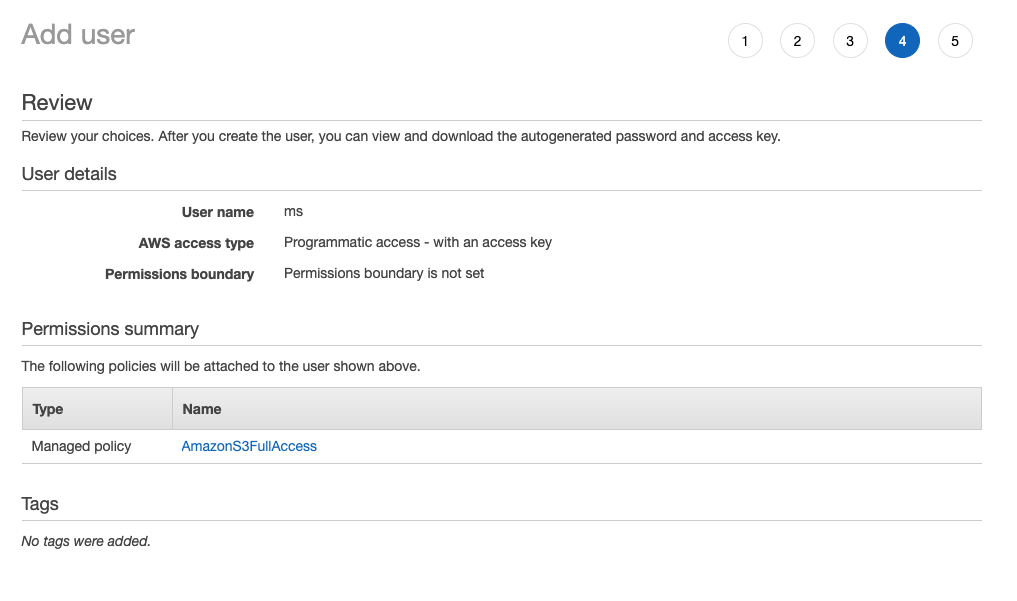 Add user
1 2 3 4 5
Review
Review your choices. After you create the user, you can view and download the autogenerated password and access key.
User details
User name ms
AWS access type Programmatic access - with an access key
Permissions boundary Permissions boundary is not set
Permissions summary
The following policies will be attached to the user shown above.
Type Name
Managed policy AmazonS3FullAccess
Tags
No tags were added.